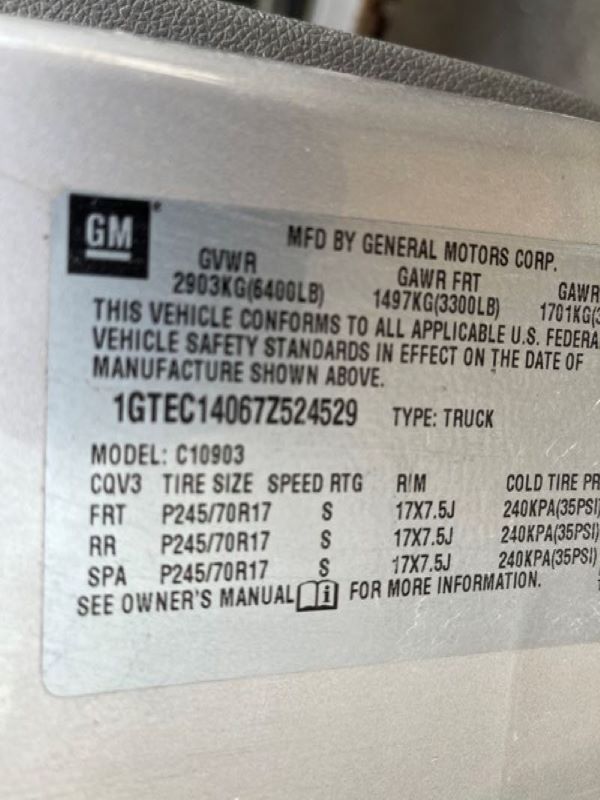 GM
MFD BY GENERAL MOTORS CORP.
GVWR GAWR FRT GAWR
2903KG(6400LB) 1497KG(3300LB) 1701KG(3
THIS VEHICLE CONFORMS TO ALL APPLICABLE U.S. FEDERA
VEHICLE SAFETY STANDARDS IN EFFECT ON THE DATE OF
MANUFACTURE SHOWN ABOVE.
1GTEC14067Z524529 TYPE: TRUCK
MODEL: C10903
CQV3 TIRE SIZE SPEED RTG RIM COLD TIRE PR
FRT P245/70R17 S 17X7.5J 240KPA(35PSI)
RR P245/70R17 S 17X7.5J 240KPA(35PSI)
SPA P245/70R17 S 17X7.5J 240KPA(35PSI)
SEE OWNER'S MANUAL i FOR MORE INFORMATION.